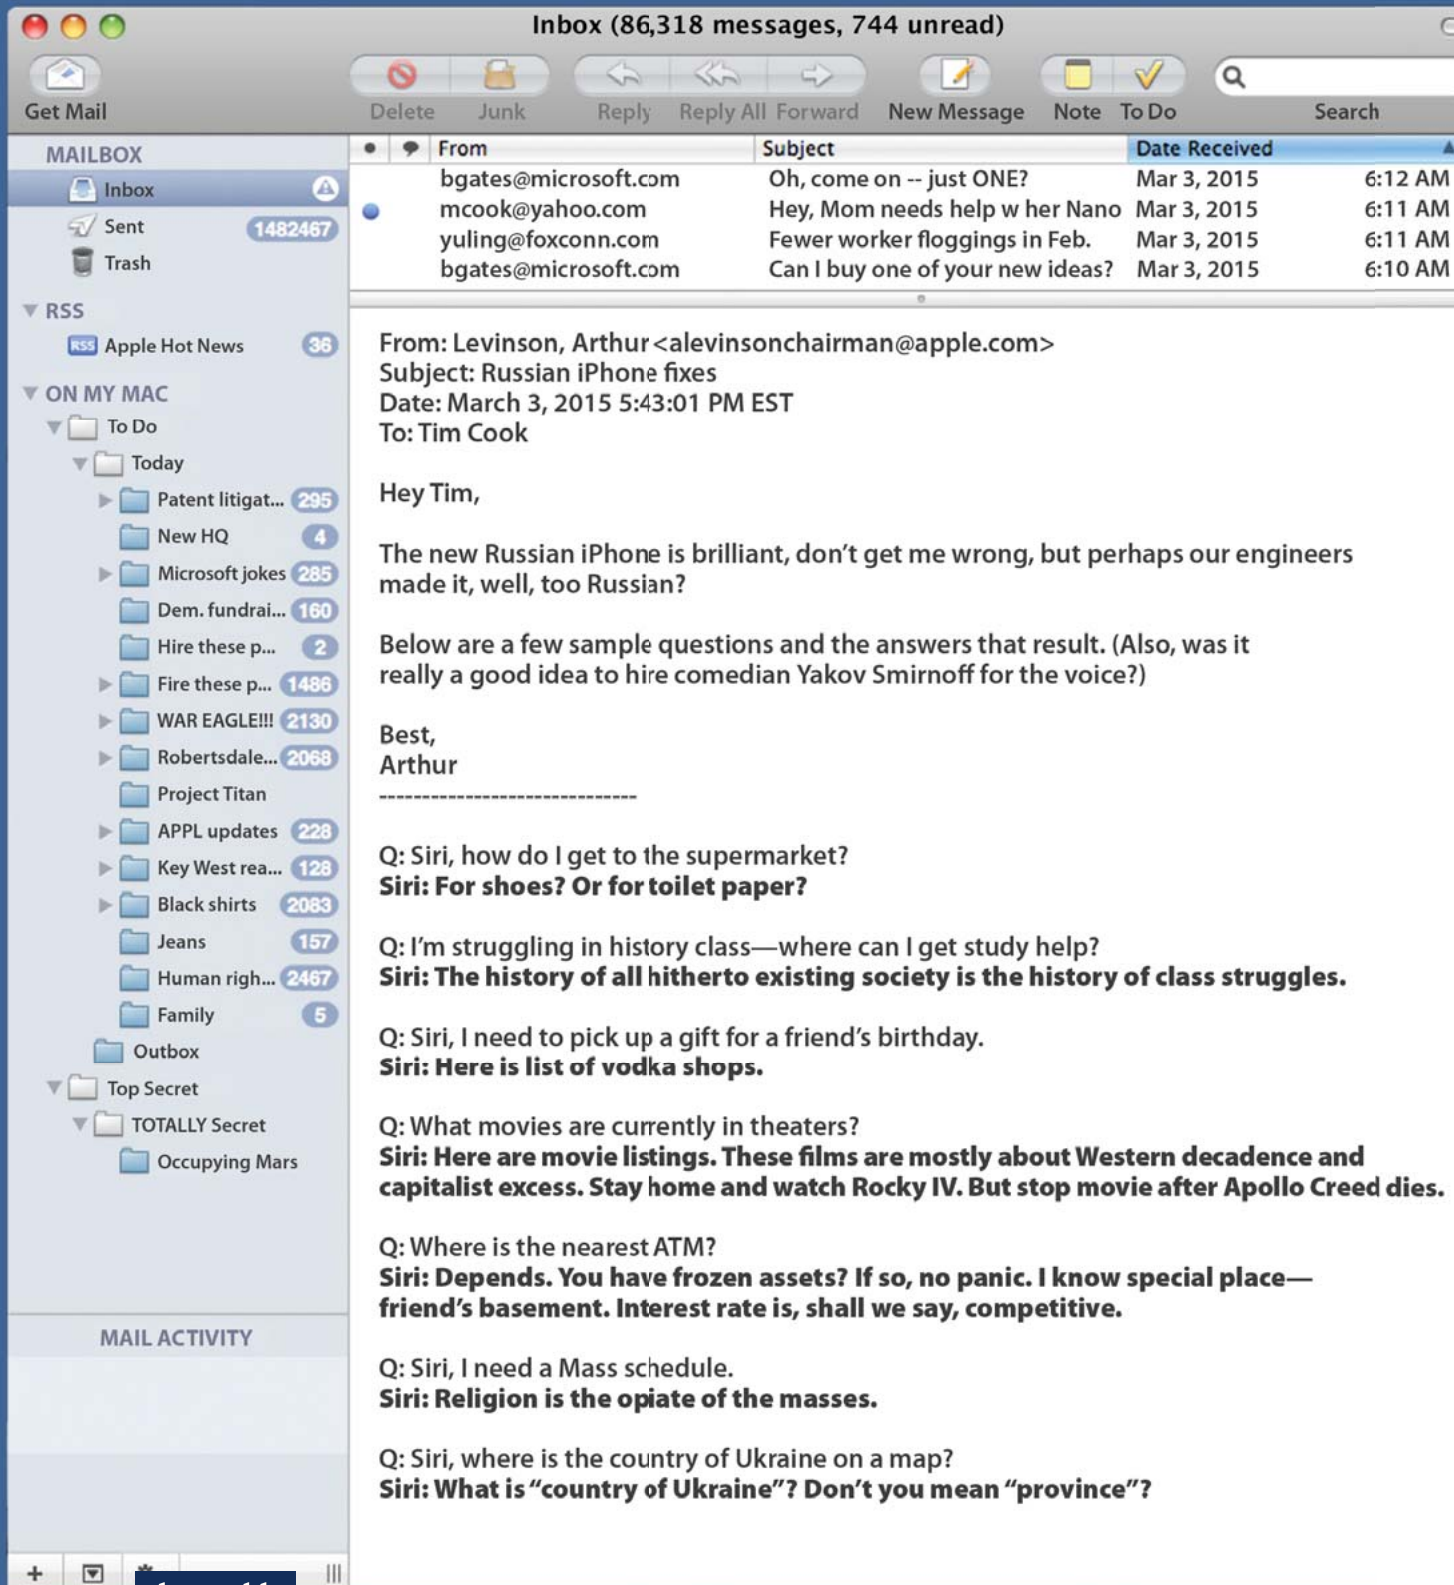 Inbox (86,318 messages, 744 unread)
Get Mail
Delete Junk Reply Reply All Forward New Message Note To Do Search
MAILBOX
Inbox
Sent 1482467
Trash
RSS
RSS Apple Hot News 36
ON MY MAC
To Do
Today
Patent litigat... 295
New HQ 4
Microsoft jokes 285
Dem. fundrai... 160
Hire these p... 2
Fire these p... 1486
WAR EAGLE!!! 2130
Robertsdale... 2068
Project Titan
APPL updates 228
Key West rea... 128
Black shirts 2083
Jeans 157
Human righ... 2467
Family 5
Outbox
Top Secret
TOTALLY Secret
Occupying Mars
MAIL ACTIVITY
From Subject Date Received
bgates@microsoft.com Oh, come on -- just ONE? Mar 3, 2015 6:12 AM
mcook@yahoo.com Hey, Mom needs help w her Nano Mar 3, 2015 6:11 AM
yuling@foxconn.com Fewer worker floggings in Feb. Mar 3, 2015 6:11 AM
bgates@microsoft.com Can I buy one of your new ideas? Mar 3, 2015 6:10 AM
From: Levinson, Arthur <alevinsonchairman@apple.com>
Subject: Russian iPhone fixes
Date: March 3, 2015 5:43:01 PM EST
To: Tim Cook
Hey Tim,
The new Russian iPhone is brilliant, don’t get me wrong, but perhaps our engineers
made it, well, too Russian?
Below are a few sample questions and the answers that result. (Also, was it
really a good idea to hire comedian Yakov Smirnoff for the voice?)
Best,
Arthur
------------------------------
Q: Siri, how do I get to the supermarket?
Siri: For shoes? Or for toilet paper?
Q: I’m struggling in history class—where can I get study help?
Siri: The history of all hitherto existing society is the history of class struggles.
Q: Siri, I need to pick up a gift for a friend’s birthday.
Siri: Here is list of vodka shops.
Q: What movies are currently in theaters?
Siri: Here are movie listings. These films are mostly about Western decadence and
capitalist excess. Stay home and watch Rocky IV. But stop movie after Apollo Creed dies.
Q: Where is the nearest ATM?
Siri: Depends. You have frozen assets? If so, no panic. I know special place—
friend’s basement. Interest rate is, shall we say, competitive.
Q: Siri, I need a Mass schedule.
Siri: Religion is the opiate of the masses.
Q: Siri, where is the country of Ukraine on a map?
Siri: What is “country of Ukraine”? Don’t you mean “province”?